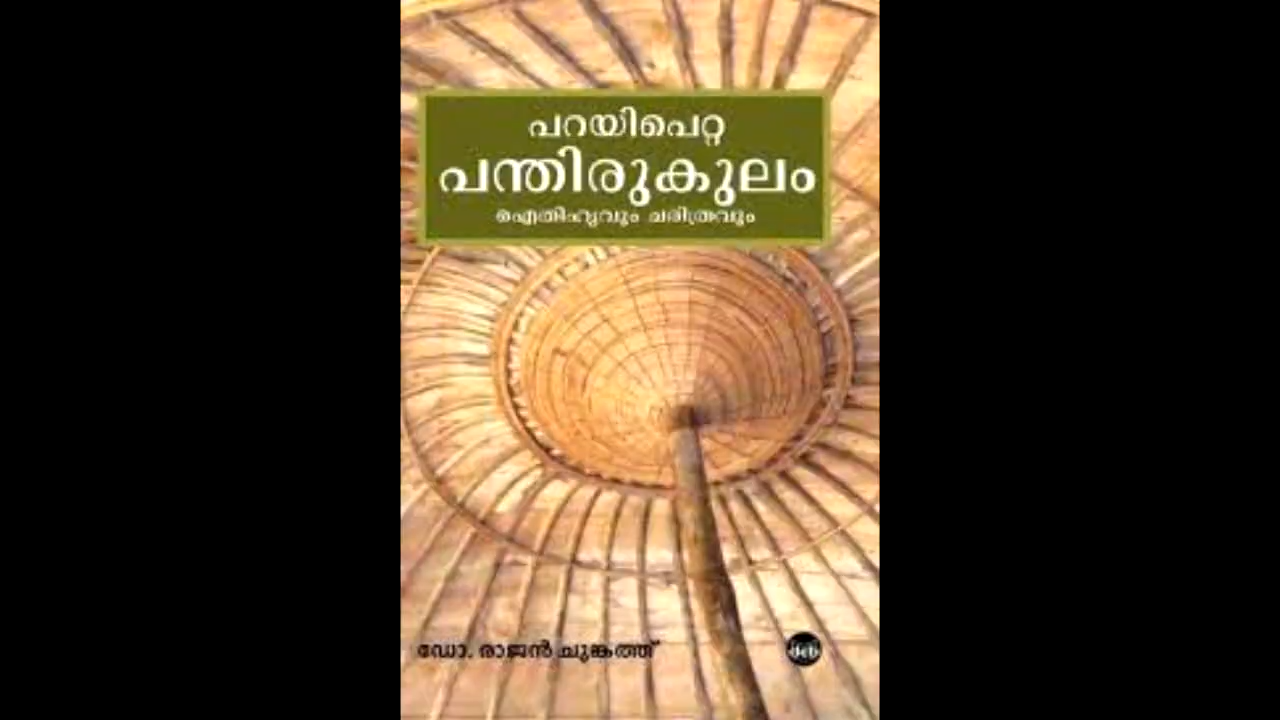 പറയിപെറ്റ
പന്തിരുകുലം
ഐതിഹ്യവും ചരിത്രവും
ഡോ. രാജൻ ചുങ്കത്ത്